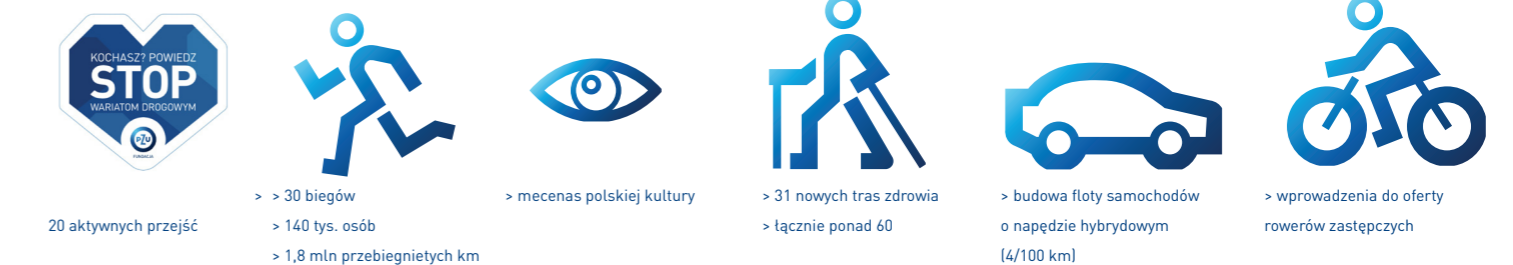 KOCHASZ? POWIEDZ
STOP
WARIATOM DROGOWYM
PZU
FUNDACJA
20 aktywnych przejść
> > 30 biegów
> 140 tys. osób
> 1,8 mln przebiegnietych km
> mecenas polskiej kultury
> 31 nowych tras zdrowia
> łącznie ponad 60
> budowa floty samochodów
o napędzie hybrydowym
(4/100 km)
> wprowadzenia do oferty
rowerów zastępczych